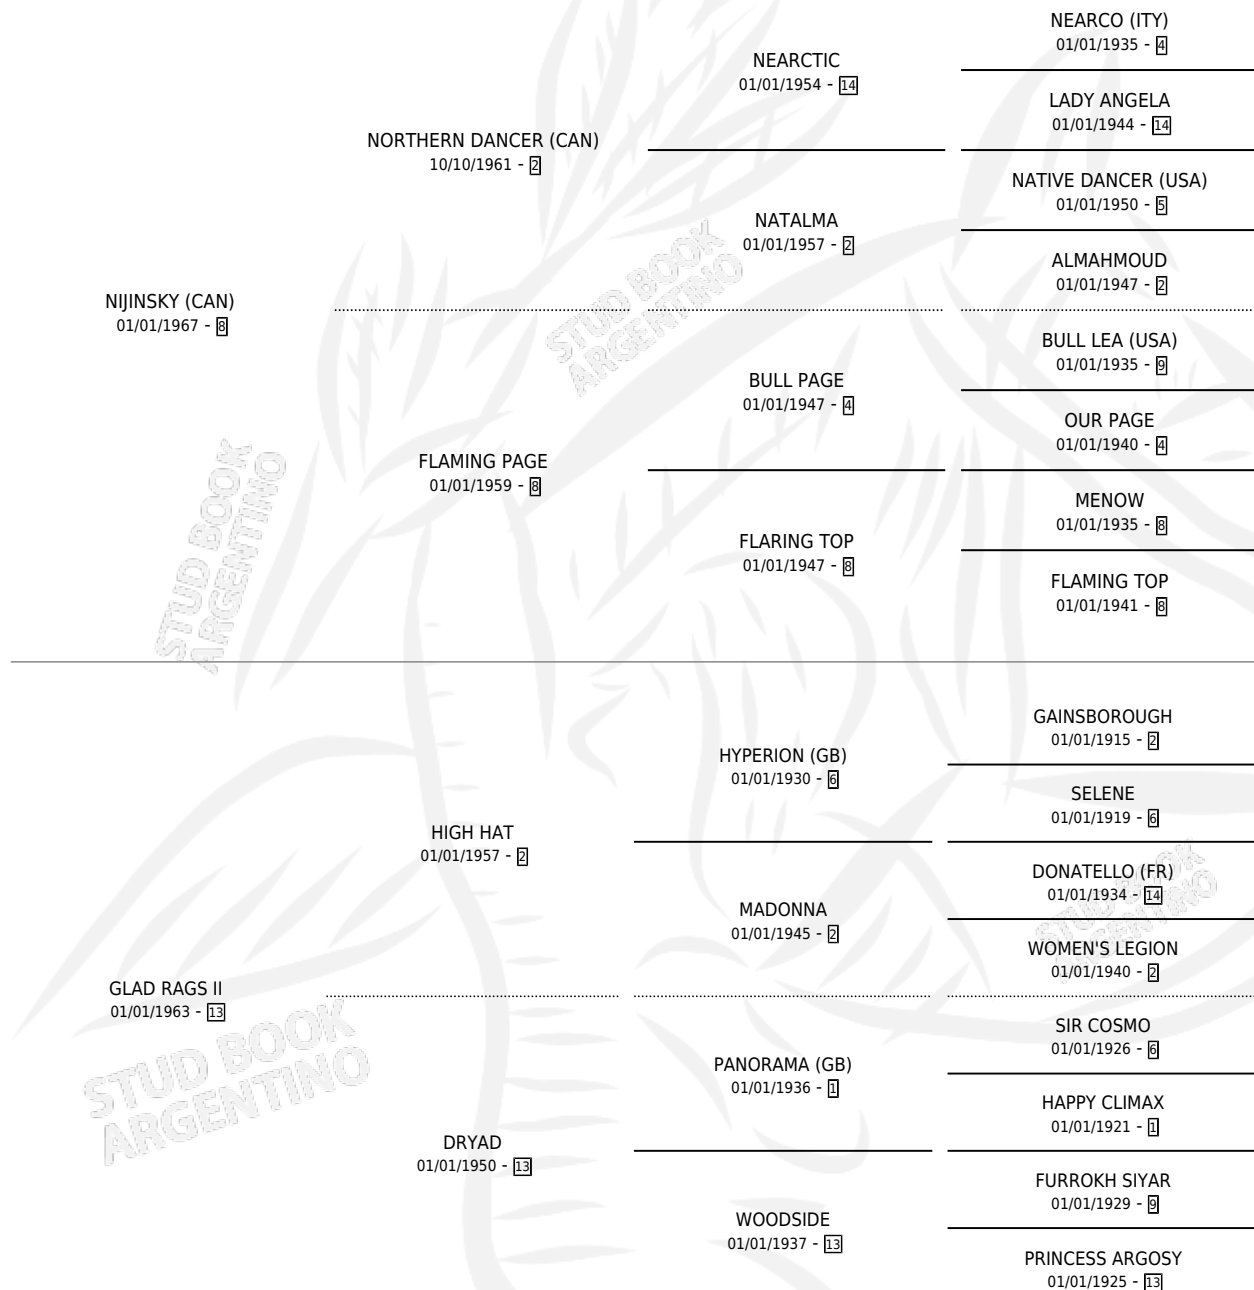 NIJINSKY (CAN)
01/01/1967 - 8
NORTHERN DANCER (CAN)
10/10/1961 - 2
NEARCTIC
01/01/1954 - 14
NEARCO (ITY)
01/01/1935 - 4
LADY ANGELA
01/01/1944 - 14
NATALMA
01/01/1957 - 2
NATIVE DANCER (USA)
01/01/1950 - 5
ALMAHMOUD
01/01/1947 - 2
FLAMING PAGE
01/01/1959 - 8
BULL PAGE
01/01/1947 - 4
BULL LEA (USA)
01/01/1935 - 9
OUR PAGE
01/01/1940 - 4
FLARING TOP
01/01/1947 - 8
MENOW
01/01/1935 - 8
FLAMING TOP
01/01/1941 - 8
GLAD RAGS II
01/01/1963 - 13
HIGH HAT
01/01/1957 - 2
HYPERION (GB)
01/01/1930 - 6
GAINSBOROUGH
01/01/1915 - 2
SELENE
01/01/1919 - 6
MADONNA
01/01/1945 - 2
DONATELLO (FR)
01/01/1934 - 14
WOMEN'S LEGION
01/01/1940 - 2
DRYAD
01/01/1950 - 13
PANORAMA (GB)
01/01/1936 - 1
SIR COSMO
01/01/1926 - 6
HAPPY CLIMAX
01/01/1921 - 1
WOODSIDE
01/01/1937 - 13
FURROKH SIYAR
01/01/1929 - 9
PRINCESS ARGOSY
01/01/1925 - 13
STUD BOOK
ARGENTINO
STUD BOOK
ARGENTINO
STUD BOOK
ARGENTINO
STUD BOOK
ARGENTINO